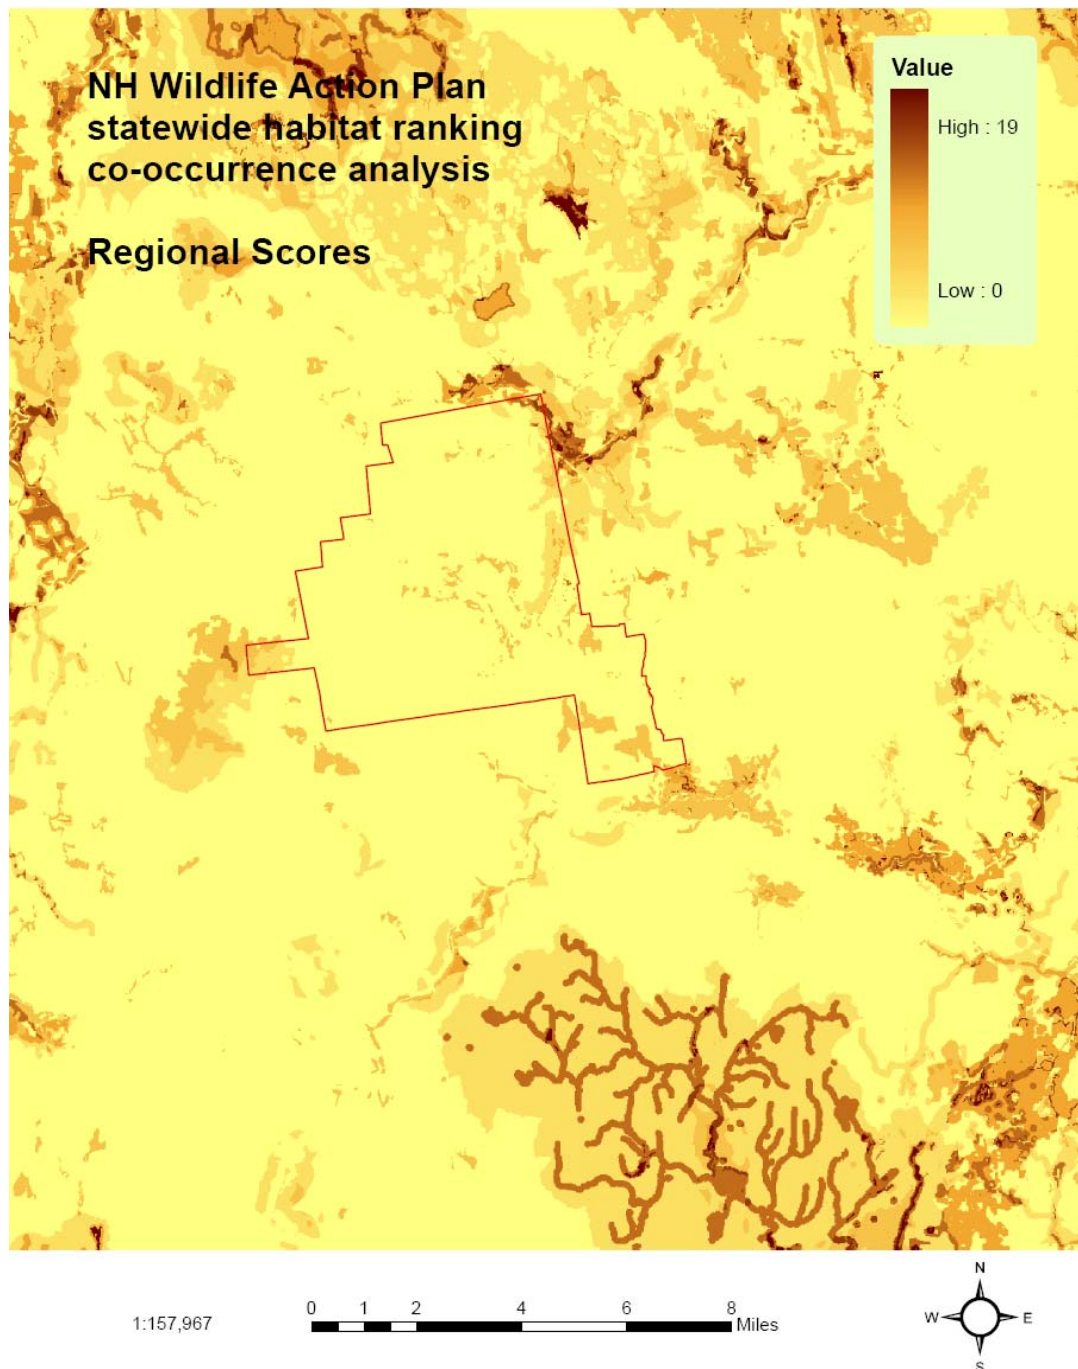 NH Wildlife Action Plan
statewide habitat ranking
co-occurrence analysis
Regional Scores
Value
High : 19
Low : 0
1:157,967
0 1 2 4 6 8
Miles
N
W E
S